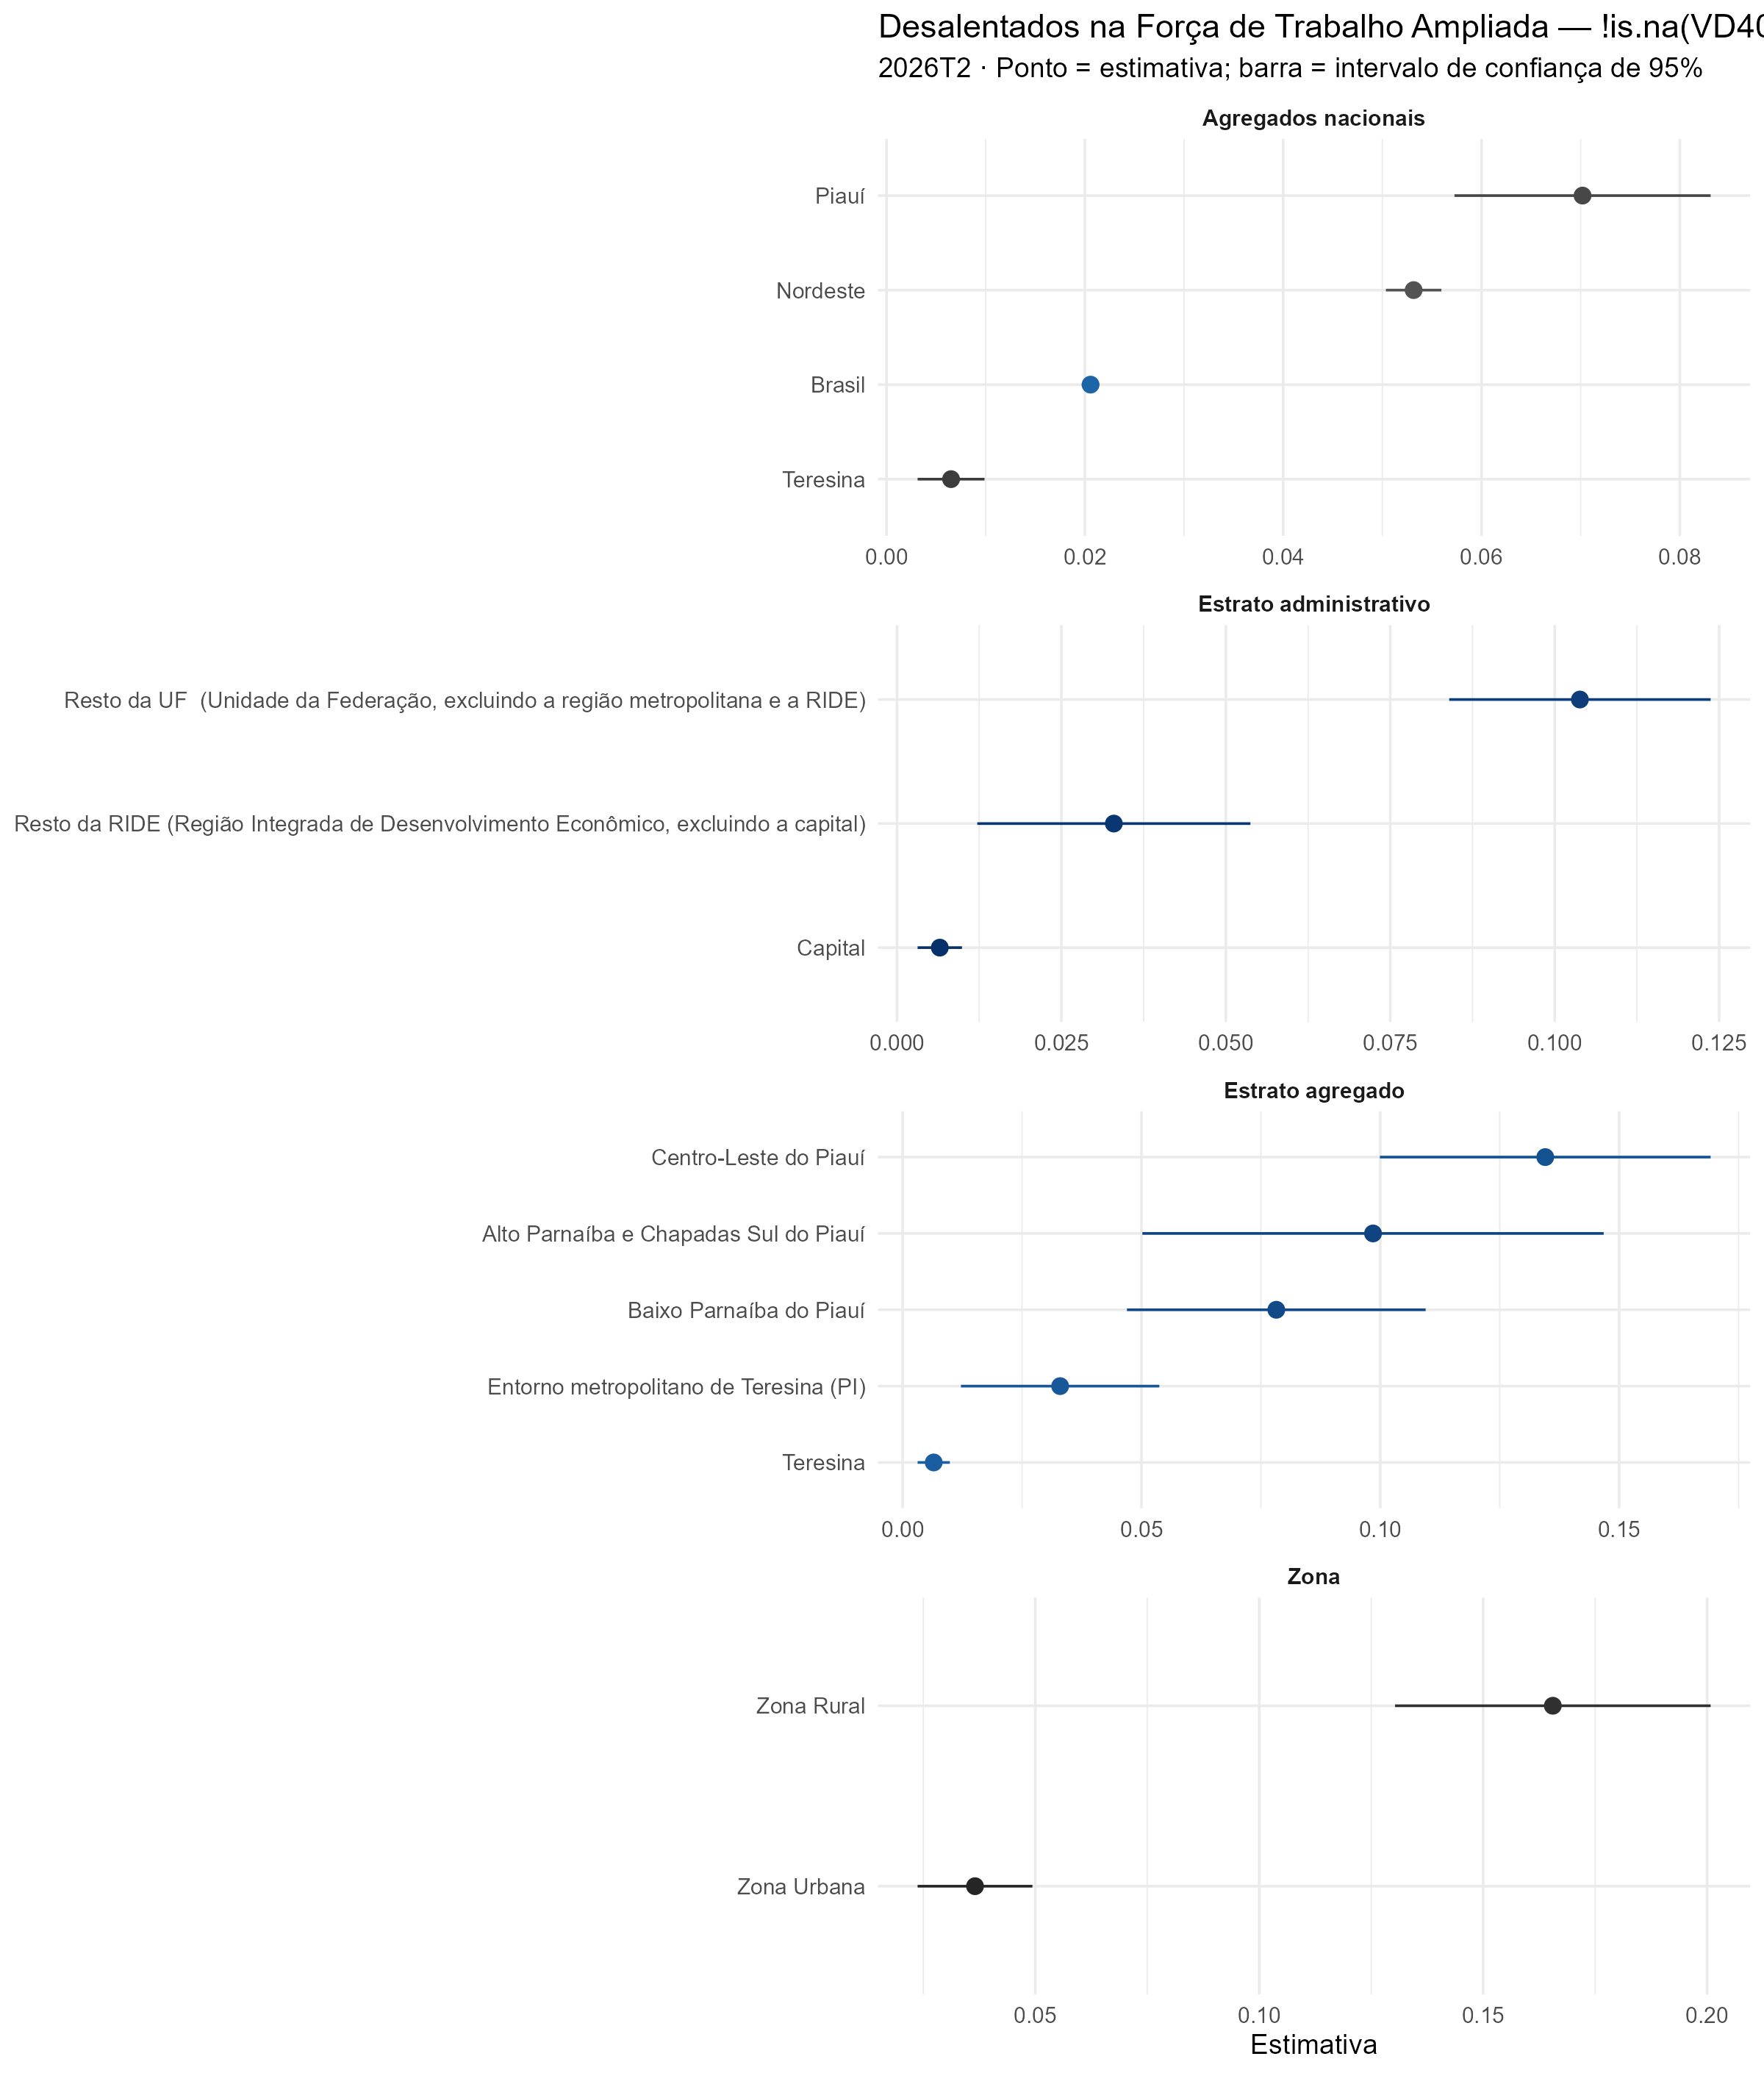 Desalentados na Força de Trabalho Ampliada — !is.na(VD40
2026T2 · Ponto = estimativa; barra = intervalo de confiança de 95%
Agregados nacionais
Piauí
Nordeste
Brasil
Teresina
0.00 0.02 0.04 0.06 0.08
Estrato administrativo
Resto da UF  (Unidade da Federação, excluindo a região metropolitana e a RIDE)
Resto da RIDE (Região Integrada de Desenvolvimento Econômico, excluindo a capital)
Capital
0.000 0.025 0.050 0.075 0.100 0.125
Estrato agregado
Centro-Leste do Piauí
Alto Parnaíba e Chapadas Sul do Piauí
Baixo Parnaíba do Piauí
Entorno metropolitano de Teresina (PI)
Teresina
0.00 0.05 0.10 0.15
Zona
Zona Rural
Zona Urbana
0.05 0.10 0.15 0.20
Estimativa